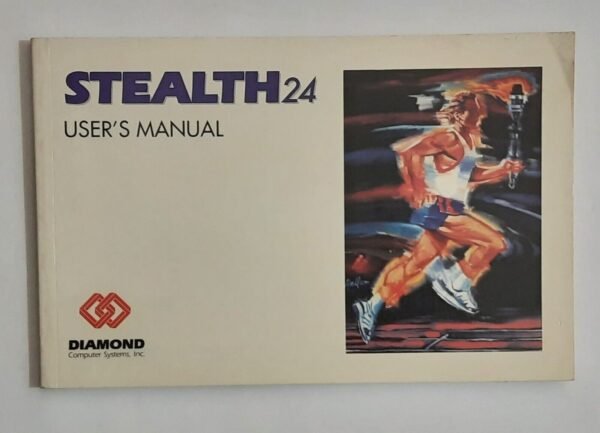 STEALTH24
USER'S MANUAL
DIAMOND
Computer Systems, Inc.